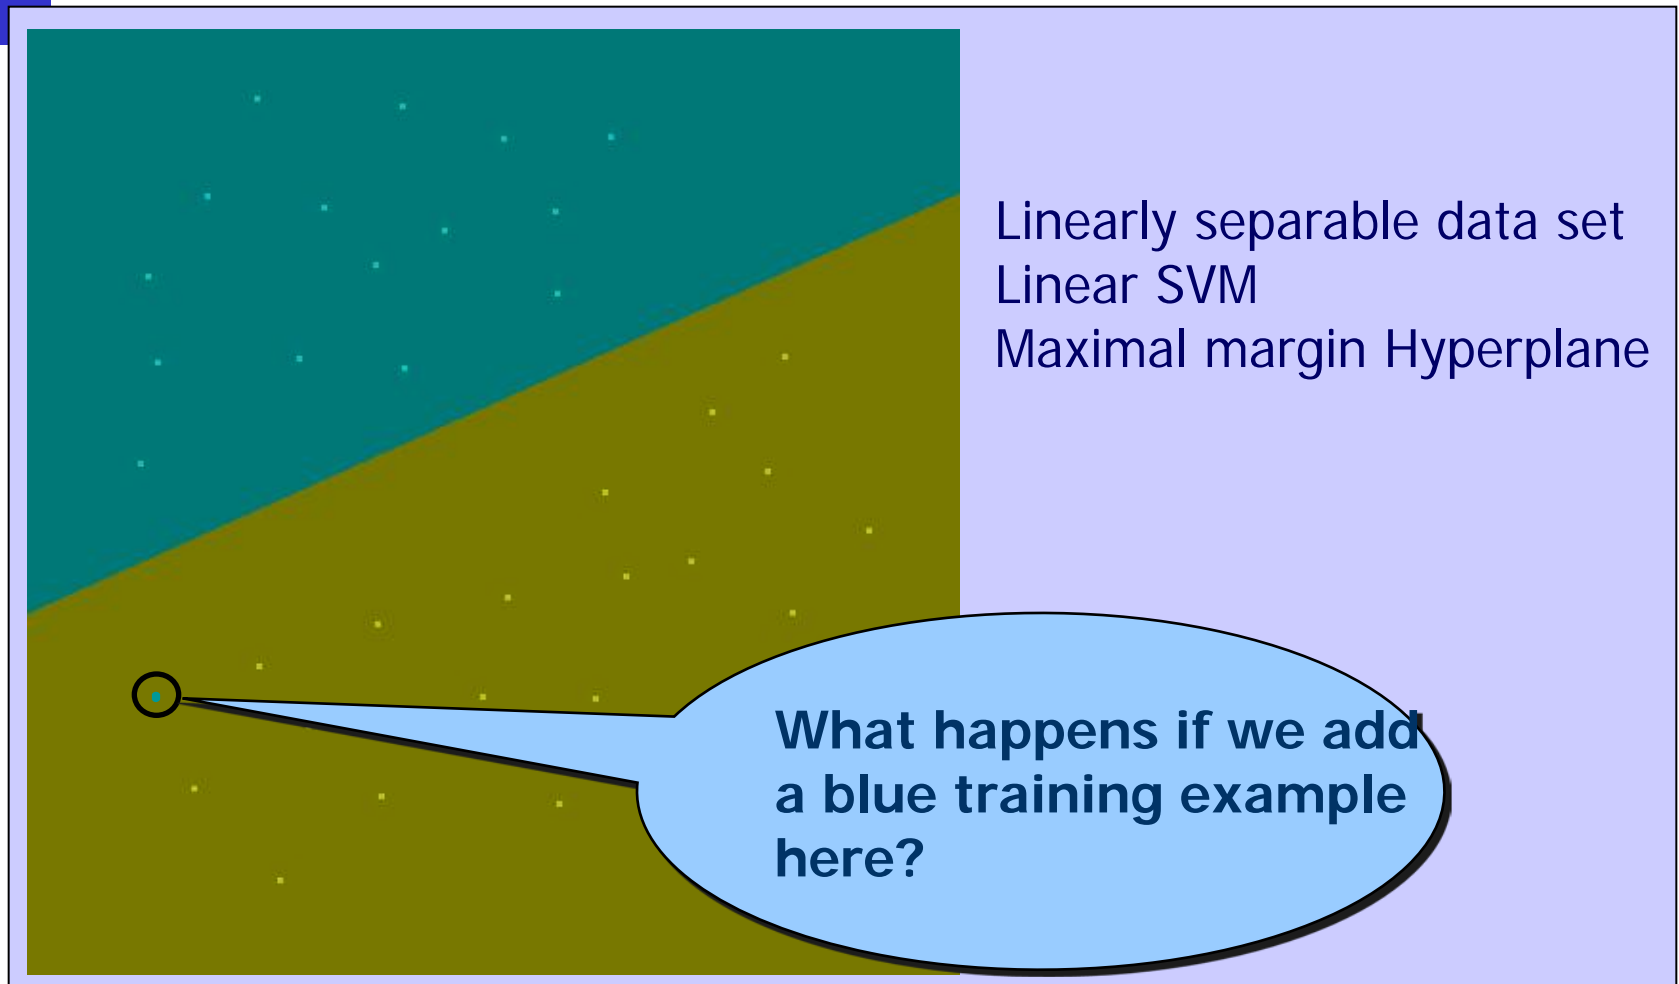 Linearly separable data set
Linear SVM
Maximal margin Hyperplane
What happens if we add
a blue training example
here?